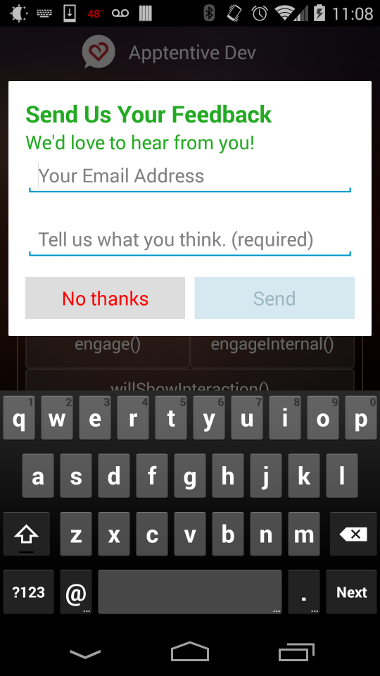 48° 11:08
Apptentive Dev
Send Us Your Feedback
We'd love to hear from you!
Your Email Address
Tell us what you think. (required)
No thanks Send
engage() engageInternal()
willShowInteraction()
1 2 3 4 5 6 7 8 9 0
q w e r t y u i o p
a s d f g h j k l
z x c v b n m
?123 @ ... ... . ... Next